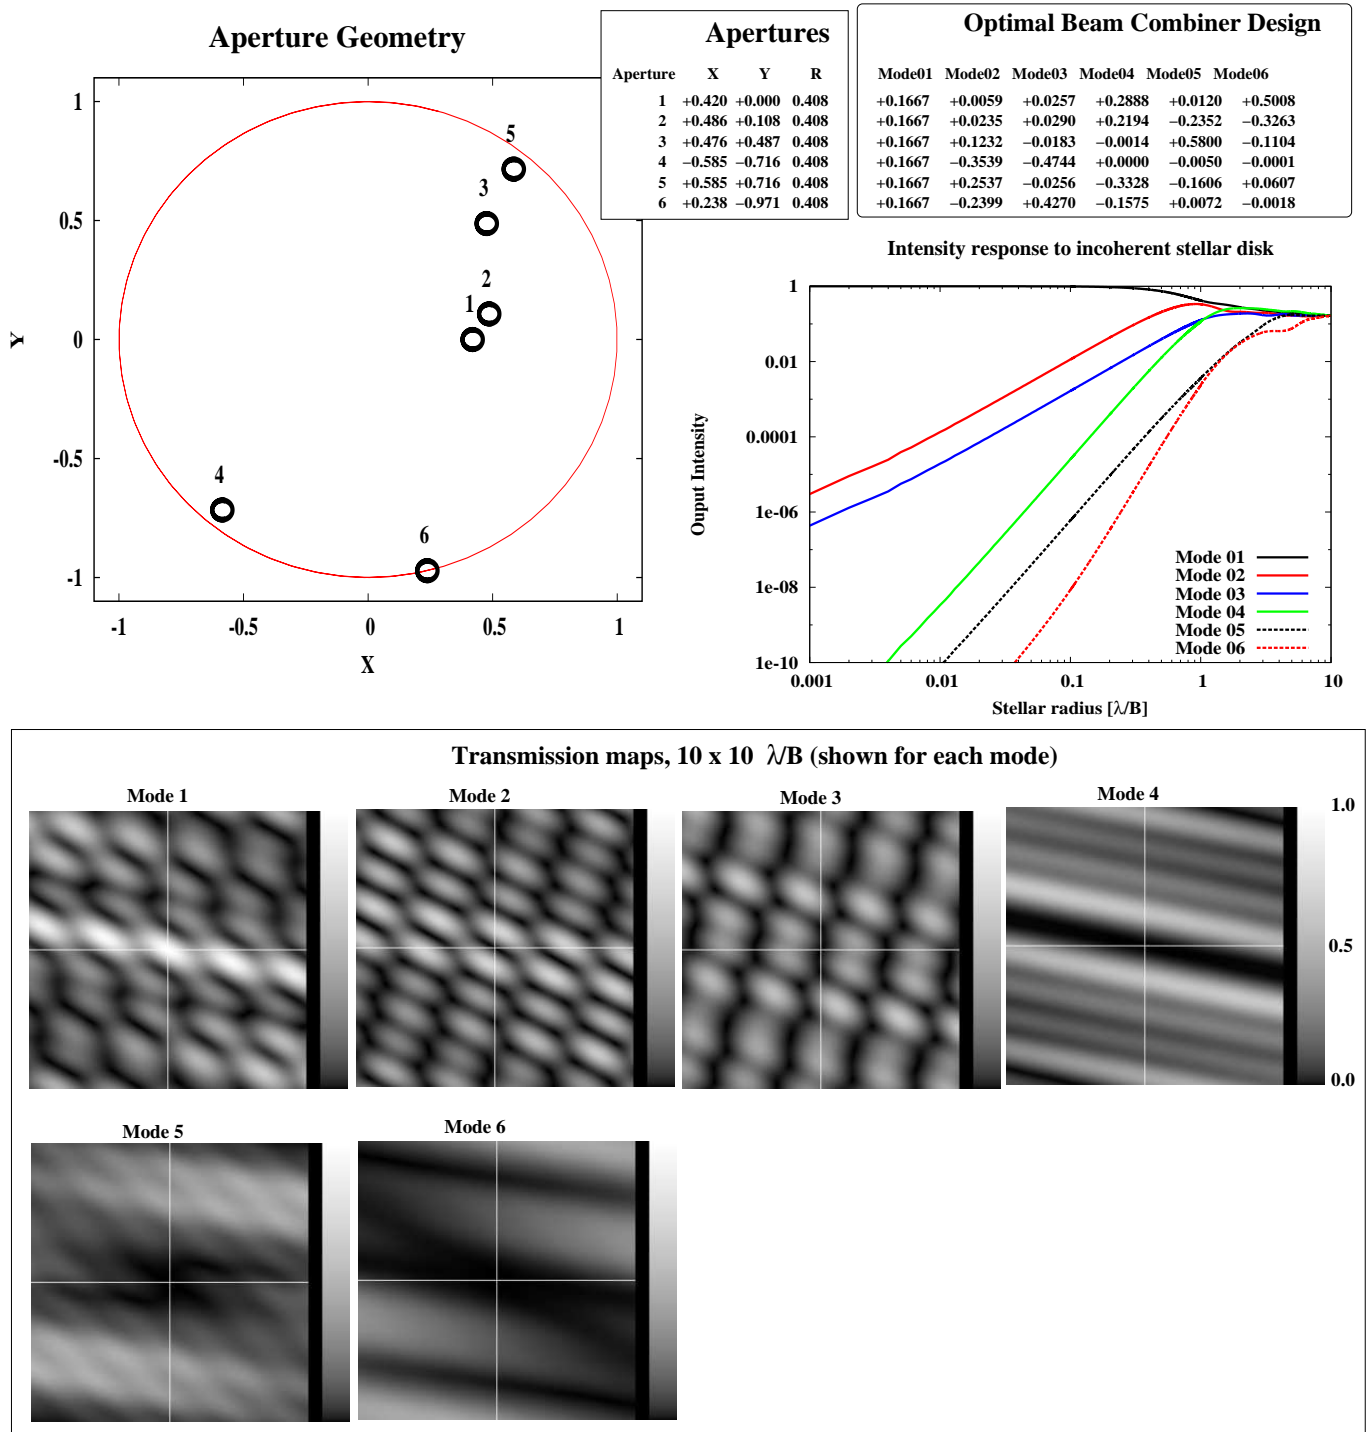 Aperture Geometry
1
0.5
0
-0.5
-1
Y
-1
-0.5
0
0.5
1
X
5
3
2
1
4
6
Apertures
Aperture X Y R
1 +0.420 +0.000 0.408
2 +0.486 +0.108 0.408
3 +0.476 +0.487 0.408
4 −0.585 −0.716 0.408
5 +0.585 +0.716 0.408
6 +0.238 −0.971 0.408
Optimal Beam Combiner Design
Mode01 Mode02 Mode03 Mode04 Mode05 Mode06
+0.1667 +0.0059 +0.0257 +0.2888 +0.0120 +0.5008
+0.1667 +0.0235 +0.0290 +0.2194 −0.2352 −0.3263
+0.1667 +0.1232 −0.0183 −0.0014 +0.5800 −0.1104
+0.1667 −0.3539 −0.4744 +0.0000 −0.0050 −0.0001
+0.1667 +0.2537 −0.0256 −0.3328 −0.1606 +0.0607
+0.1667 −0.2399 +0.4270 −0.1575 +0.0072 −0.0018
Intensity response to incoherent stellar disk
1
0.01
0.0001
1e-06
1e-08
1e-10
Ouput Intensity
Mode 01
Mode 02
Mode 03
Mode 04
Mode 05
Mode 06
0.001 0.01 0.1 1 10
Stellar radius [λ/B]
Transmission maps, 10 x 10 λ/B (shown for each mode)
Mode 1
Mode 2
Mode 3
Mode 4
1.0
0.5
0.0
Mode 5
Mode 6